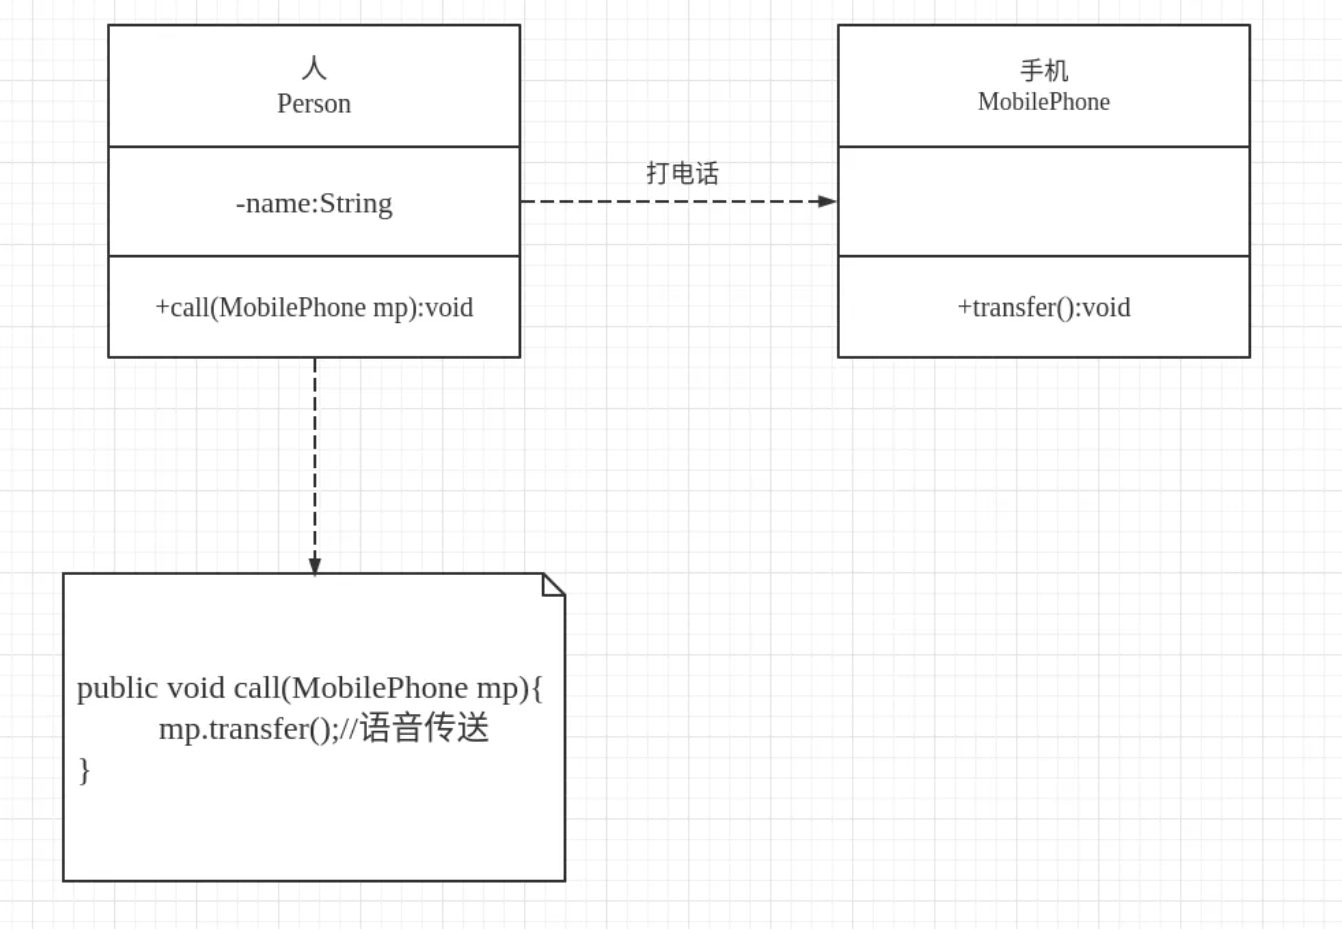 人
Person
-name:String
+call(MobilePhone mp):void
打电话
手机
MobilePhone
+transfer():void
public void call(MobilePhone mp){
mp.transfer();//语音传送
}